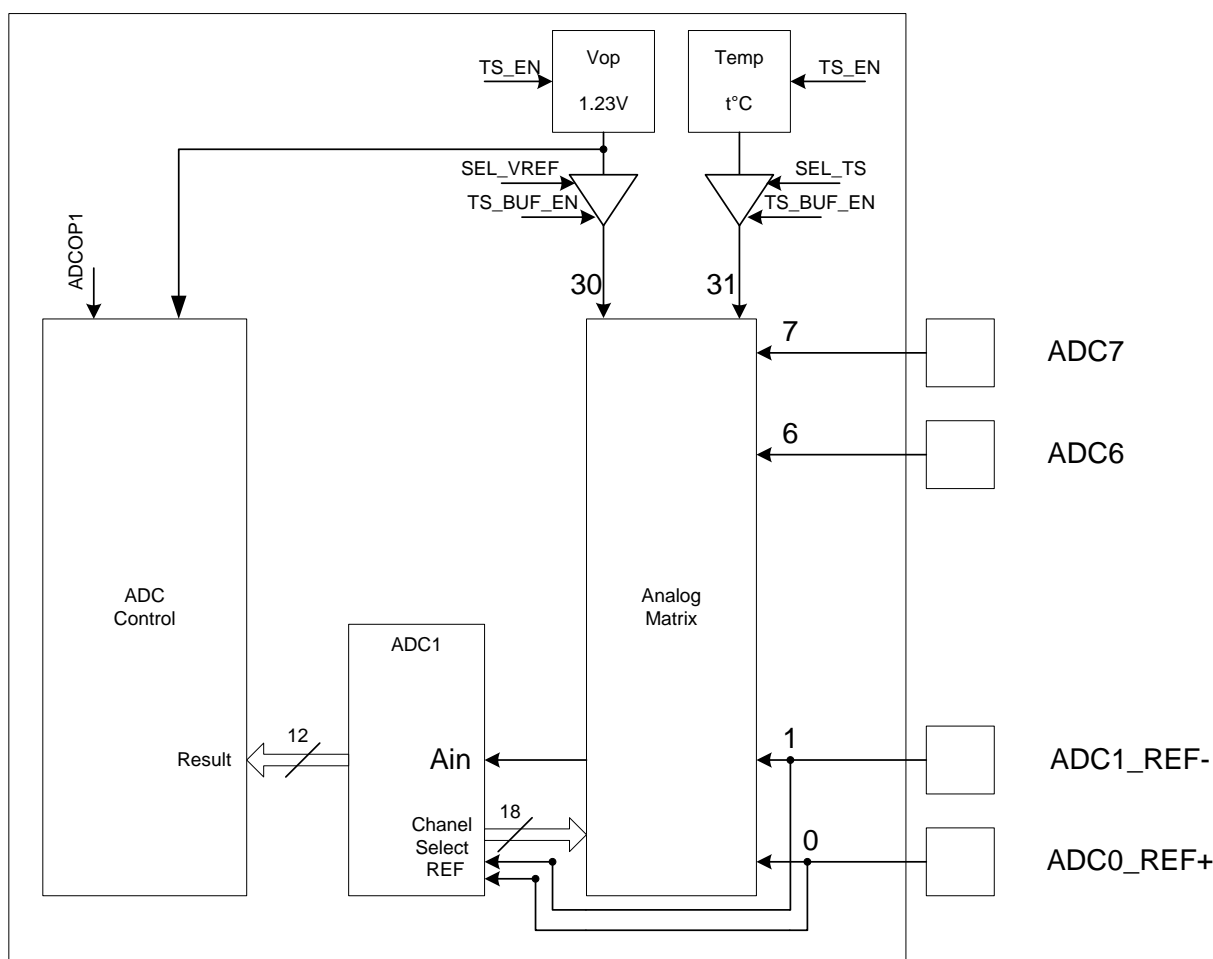 Vop
Temp
TS_EN
TS_EN
1.23V
t°C
SEL_VREF
SEL_TS
TS_BUF_EN
TS_BUF_EN
ADCOP1
30
31
7
ADC7
6
ADC6
ADC
Control
Analog
Matrix
ADC1
12
1
Result
Ain
ADC1_REF-
18
Chanel
Select
REF
0
ADC0_REF+